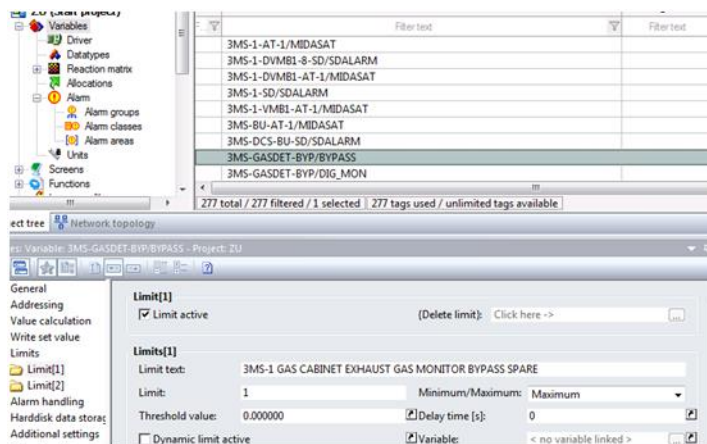 ZU (Start project)
Variables
Driver
Datatypes
Reaction matrix
Allocations
Alarm
Alarm groups
Alarm classes
Alarm areas
Units
Screens
Functions
Filter text
Filter text
3MS-1-AT-1/MIDASAT
3MS-1-DVMB1-8-SD/SDALARM
3MS-1-DVMB1-AT-1/MIDASAT
3MS-1-SD/SDALARM
3MS-1-VMB1-AT-1/MIDASAT
3MS-BU-AT-1/MIDASAT
3MS-DCS-BU-SD/SDALARM
3MS-GASDET-BYP/BYPASS
3MS-GASDET-BYP/DIG_MON
277 total / 277 filtered / 1 selected 277 tags used / unlimited tags available
ect tree Network topology
es: Variable: 3MS-GASDET-BYP/BYPASS - Project: ZU
General
Addressing
Value calculation
Write set value
Limits
Limit[1]
Limit[2]
Alarm handling
Harddisk data storag
Additional settings
Limit[1]
Limit active (Delete limit): Click here -> ...
Limits[1]
Limit text: 3MS-1 GAS CABINET EXHAUST GAS MONITOR BYPASS SPARE
Limit: 1 Minimum/Maximum: Maximum
Threshold value: 0.000000 Delay time [s]: 0
Dynamic limit active Variable: < no variable linked > ...